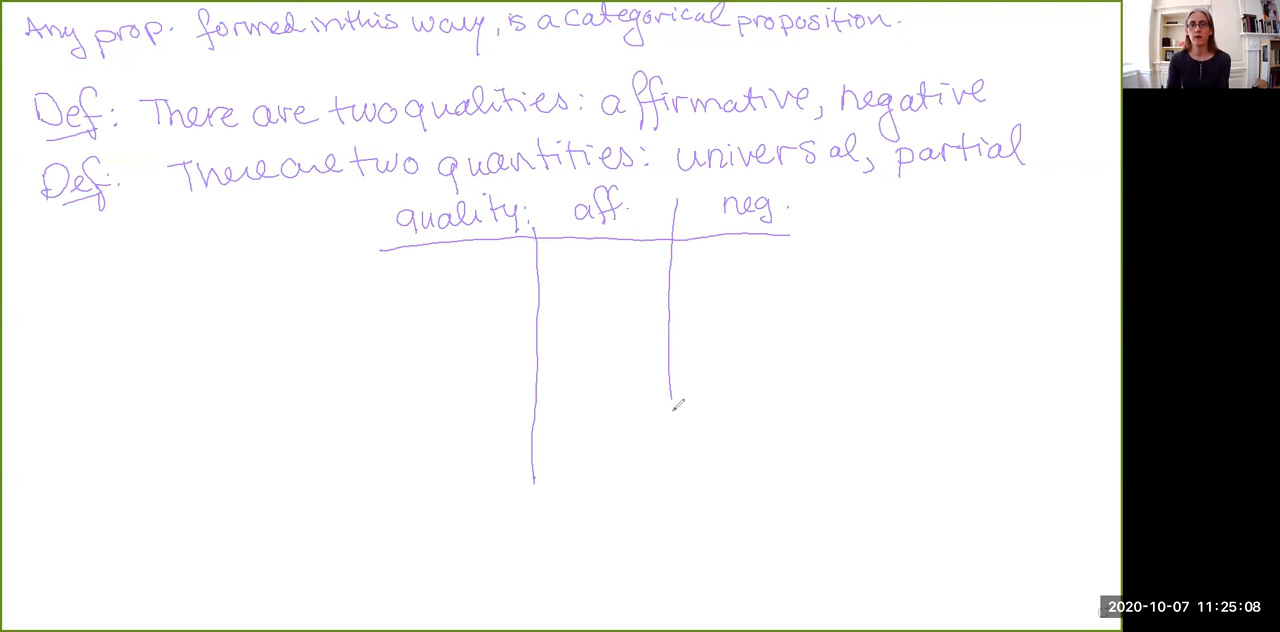 Any prop. formed in this way, is a categorical proposition.
Def: There are two qualities: affirmative, negative
Def: There are two quantities: universal, partial
quality: aff. neg.
2020-10-07 11:25:08